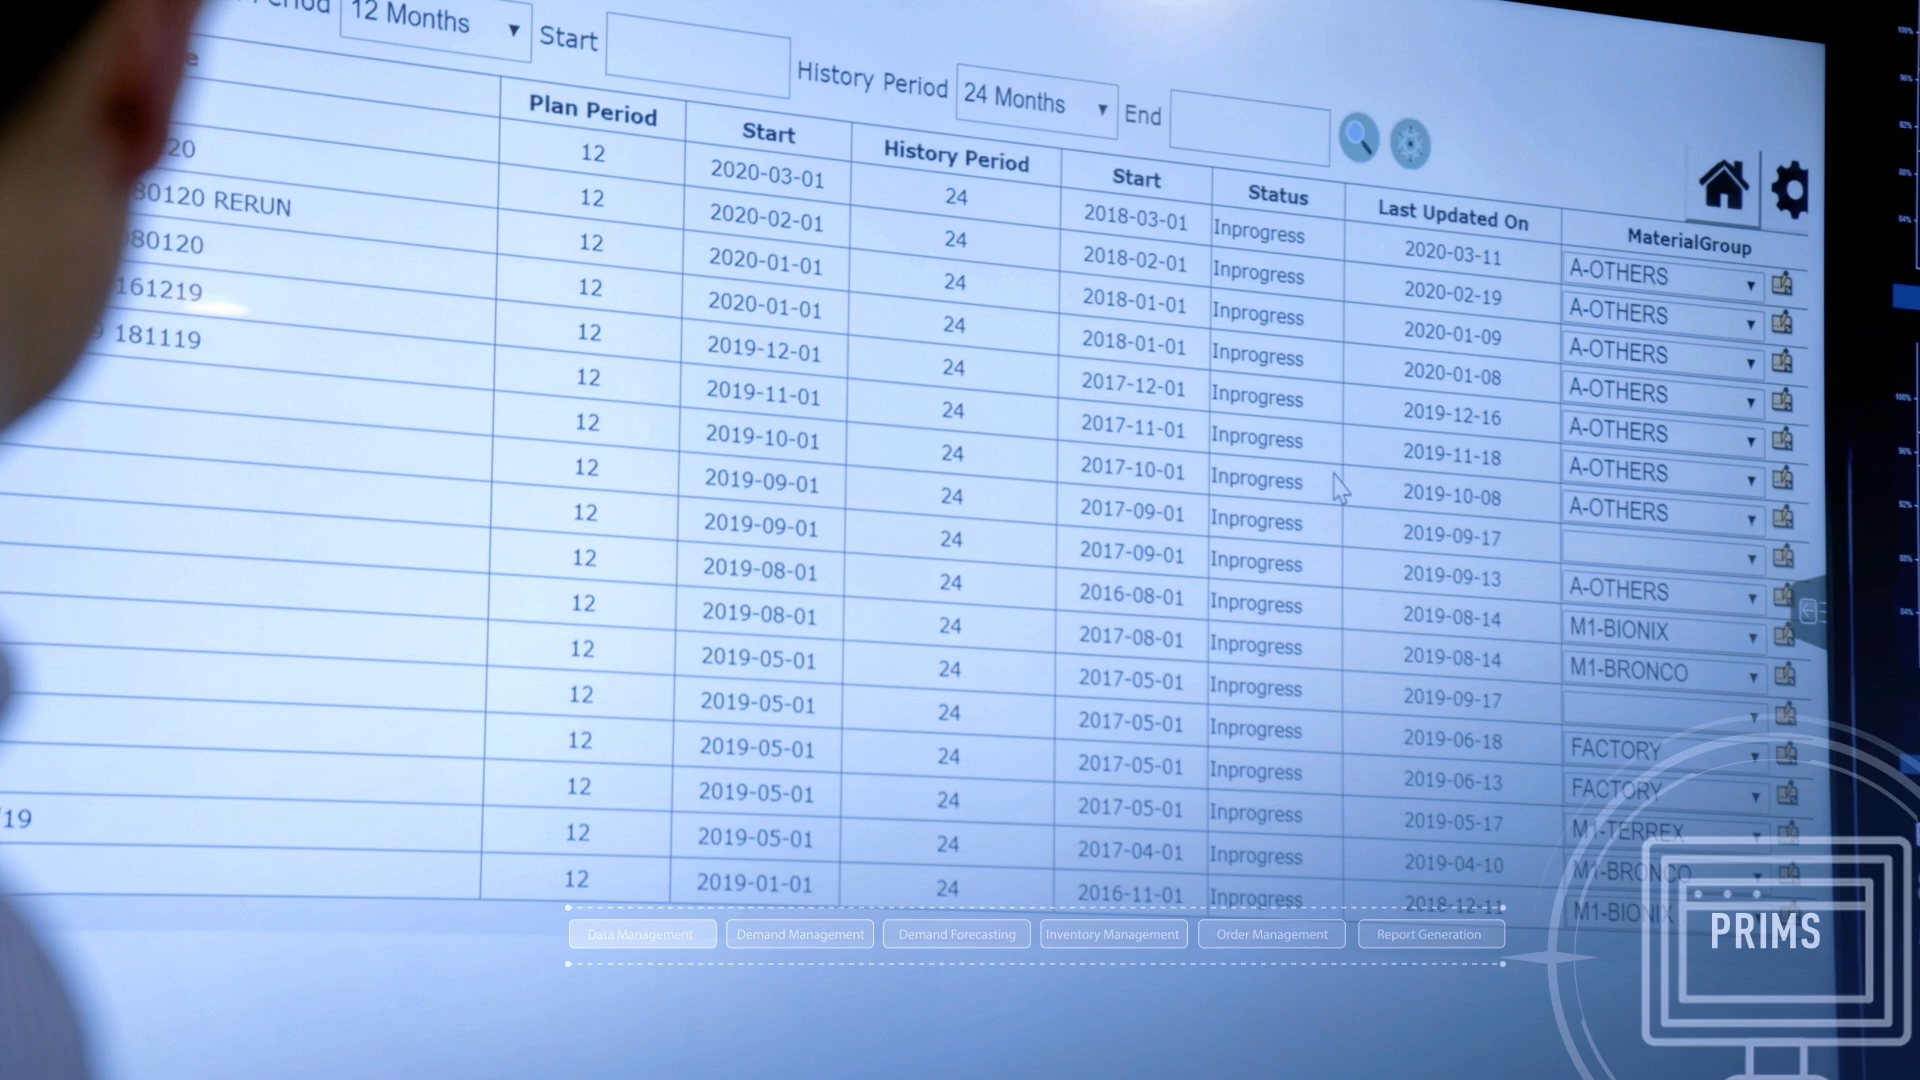 Period 12 Months Start History Period 24 Months End
Plan Period Start History Period Start Status Last Updated On MaterialGroup
12 2020-03-01 24 2018-03-01 Inprogress 2020-03-11 A-OTHERS
20 12 2020-02-01 24 2018-02-01 Inprogress 2020-02-19 A-OTHERS
80120 RERUN 12 2020-01-01 24 2018-01-01 Inprogress 2020-01-09 A-OTHERS
080120 12 2020-01-01 24 2018-01-01 Inprogress 2020-01-08 A-OTHERS
161219 12 2019-12-01 24 2017-12-01 Inprogress 2019-12-16 A-OTHERS
181119 12 2019-11-01 24 2017-11-01 Inprogress 2019-11-18 A-OTHERS
12 2019-10-01 24 2017-10-01 Inprogress 2019-10-08 A-OTHERS
12 2019-09-01 24 2017-09-01 Inprogress 2019-09-17
12 2019-09-01 24 2017-09-01 Inprogress 2019-09-13 A-OTHERS
12 2019-08-01 24 2016-08-01 Inprogress 2019-08-14 M1-BIONIX
12 2019-08-01 24 2017-08-01 Inprogress 2019-08-14 M1-BRONCO
12 2019-05-01 24 2017-05-01 Inprogress 2019-09-17
12 2019-05-01 24 2017-05-01 Inprogress 2019-06-18 FACTORY
12 2019-05-01 24 2017-05-01 Inprogress 2019-06-13 FACTORY
12 2019-05-01 24 2017-05-01 Inprogress 2019-05-17 M1-TERREX
19 12 2019-05-01 24 2017-04-01 Inprogress 2019-04-10 M1-BRONCO
12 2019-01-01 24 2016-11-01 Inprogress 2018-12-11 M1-BIONIX
Data Management Demand Management Demand Forecasting Inventory Management Order Management Report Generation
PRIMS